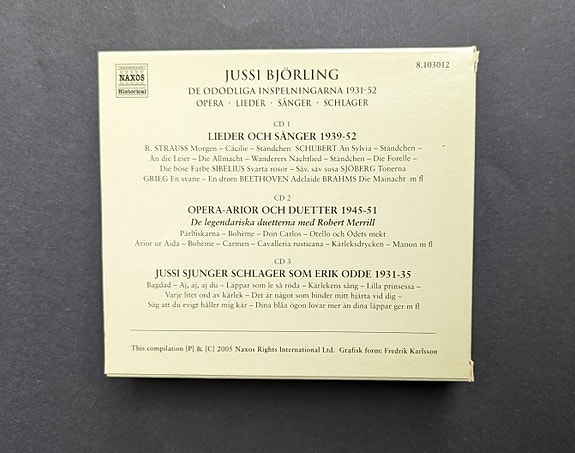 NAXOS
Historical
8.103012
JUSSI BJÖRLING
DE ODÖDLIGA INSPELNINGARNA 1931-52
OPERA · LIEDER · SÅNGER · SCHLAGER
CD 1
LIEDER OCH SÅNGER 1939-52
R. STRAUSS Morgen – Cäcilie – Ständchen SCHUBERT An Sylvia – Ständchen –
An die Leier – Die Allmacht – Wanderers Nachtlied – Ständchen – Die Forelle –
Die böse Farbe SIBELIUS Svarta rosor – Säv, säv susa SJÖBERG Tonerna
GRIEG En svane – En drøm BEETHOVEN Adelaide BRAHMS Die Mainacht m fl
CD 2
OPERA-ARIOR OCH DUETTER 1945-51
De legendariska duetterna med Robert Merrill
Pärlfiskarna – Bohème – Don Carlos – Otello och Ödets makt
Arior ur Aida – Bohème – Carmen – Cavalleria rusticana – Kärleksdrycken – Manon m fl
CD 3
JUSSI SJUNGER SCHLAGER SOM ERIK ODDE 1931-35
Bagdad – Aj, aj, aj du – Läppar som le så röda – Kärlekens sång – Lilla prinsessa –
Varje litet ord av kärlek – Det är något som binder mitt hjärta vid dig –
Säg att du evigt håller mig kär – Dina blåa ögon lovar mer än dina läppar ger m fl
This compilation [P] & [C] 2005 Naxos Rights International Ltd. Grafisk form: Fredrik Karlsson